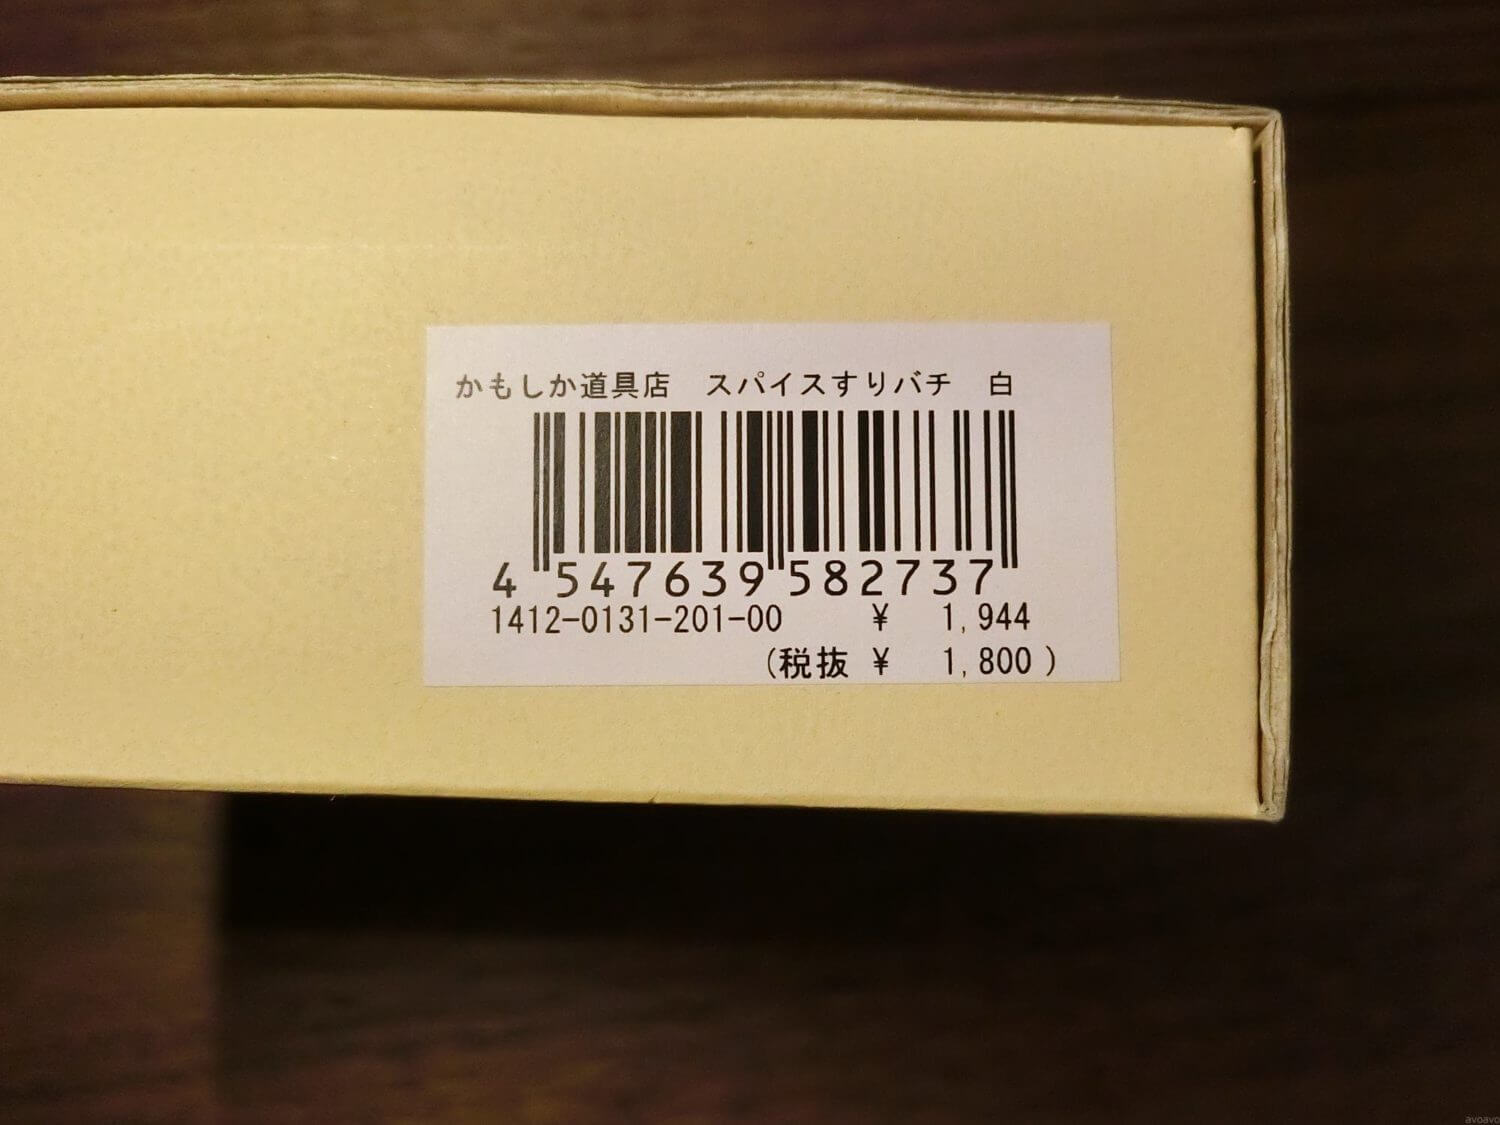 かもしか道具店　スパイスすりバチ　白
4 547639 582737
1412-0131-201-00 ¥ 1,944
(税抜 ¥ 1,800 )
avoavo